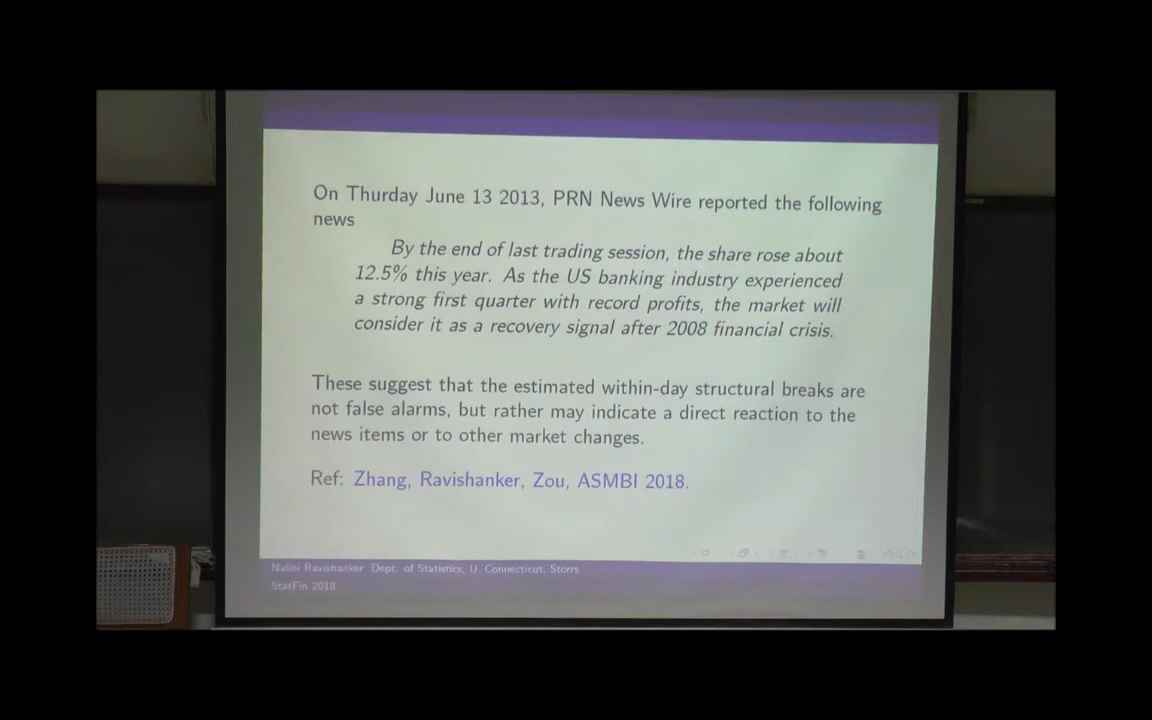 On Thurday June 13 2013, PRN News Wire reported the following
news
By the end of last trading session, the share rose about
12.5% this year. As the US banking industry experienced
a strong first quarter with record profits, the market will
consider it as a recovery signal after 2008 financial crisis.
These suggest that the estimated within-day structural breaks are
not false alarms, but rather may indicate a direct reaction to the
news items or to other market changes.
Ref: Zhang, Ravishanker, Zou, ASMBI 2018.
Nalini Ravishanker Dept. of Statistics, U. Connecticut, Storrs
StatFin 2018